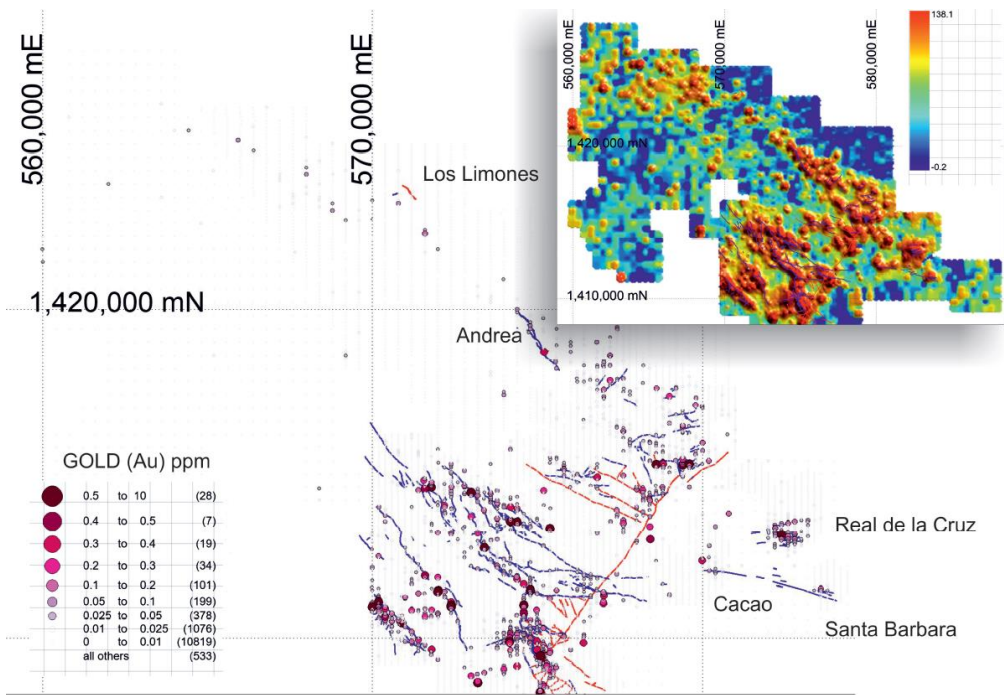 560,000 mE
570,000 mE
Los Limones
1,420,000 mN
Andrea
Real de la Cruz
Cacao
Santa Barbara
GOLD (Au) ppm
0.5 to 10 (28)
0.4 to 0.5 (7)
0.3 to 0.4 (19)
0.2 to 0.3 (34)
0.1 to 0.2 (101)
0.05 to 0.1 (199)
0.025 to 0.05 (378)
0.01 to 0.025 (1076)
0 to 0.01 (10819)
all others (533)
560,000 mE
570,000 mE
580,000 mE
1,420,000 mN
1,410,000 mN
138.1
-0.2